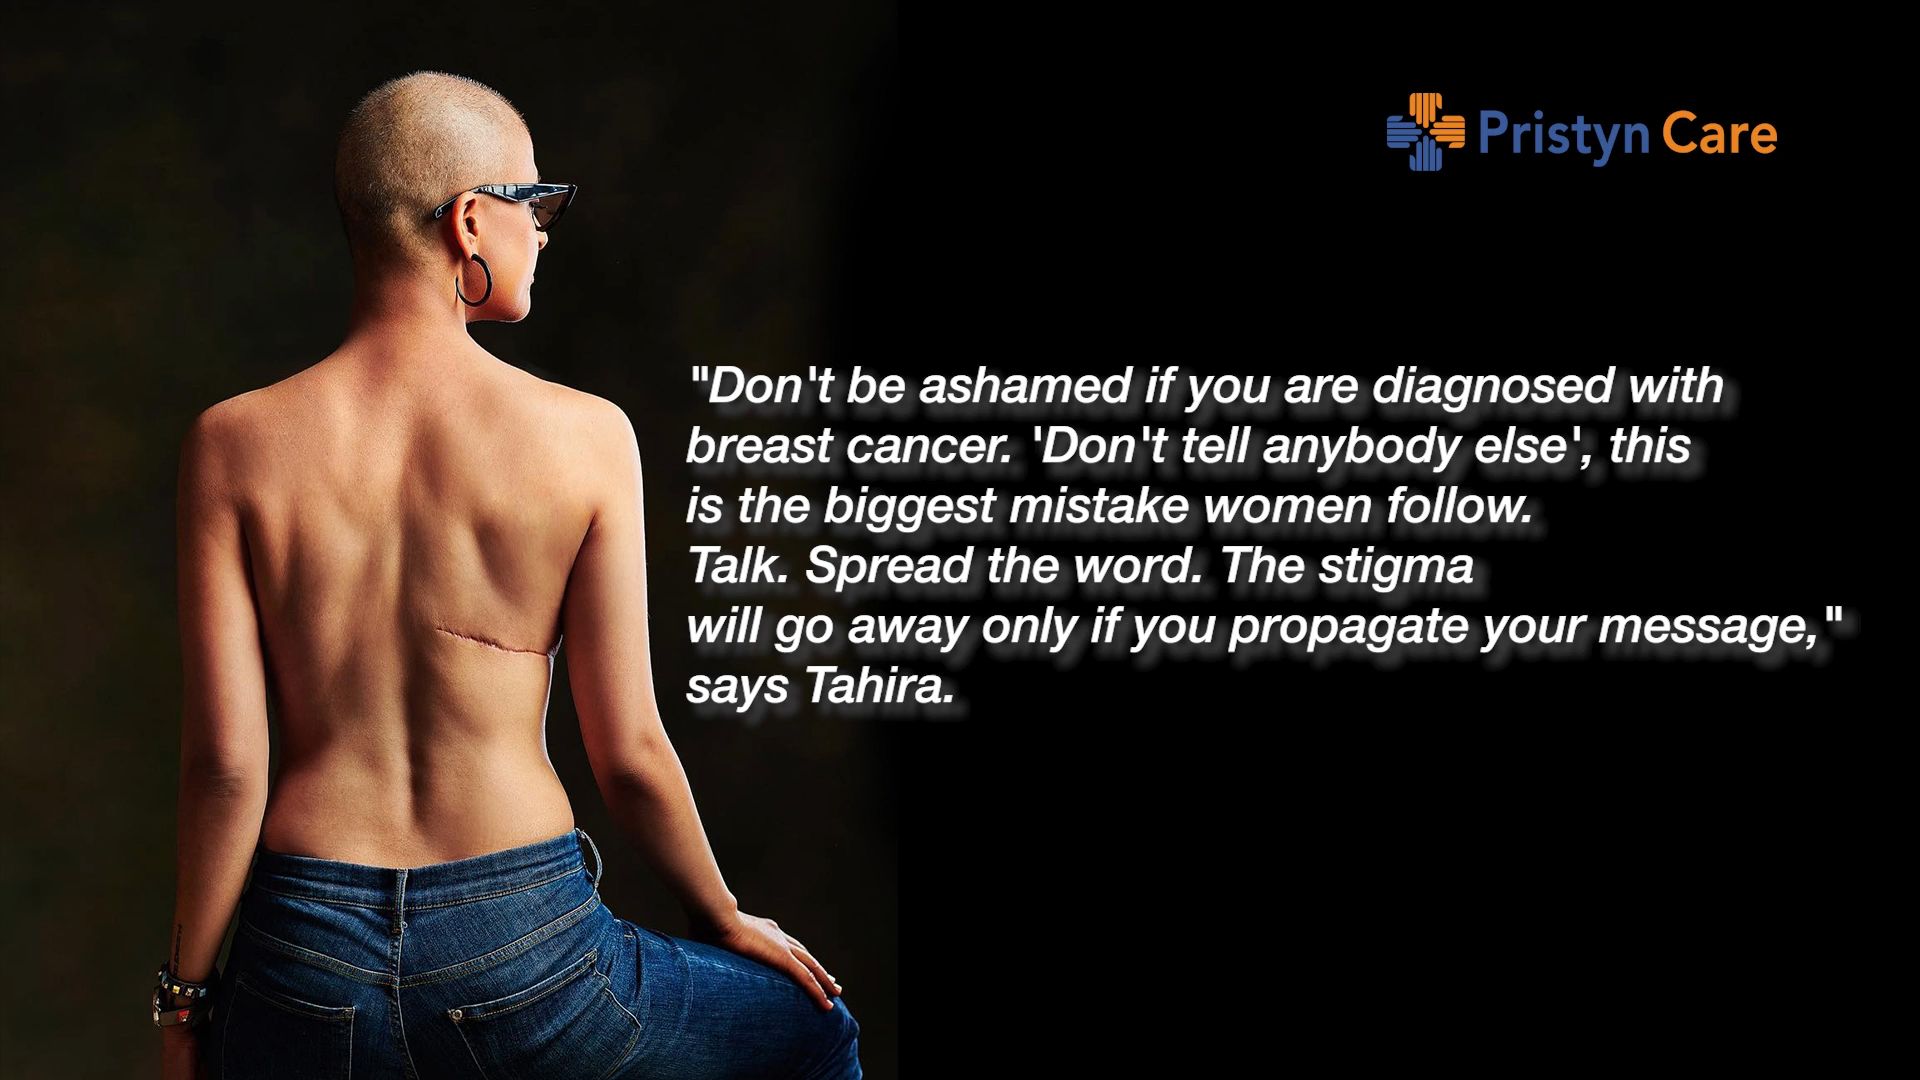 Pristyn Care
"Don't be ashamed if you are diagnosed with
breast cancer. 'Don't tell anybody else', this
is the biggest mistake women follow.
Talk. Spread the word. The stigma
will go away only if you propagate your message,"
says Tahira.